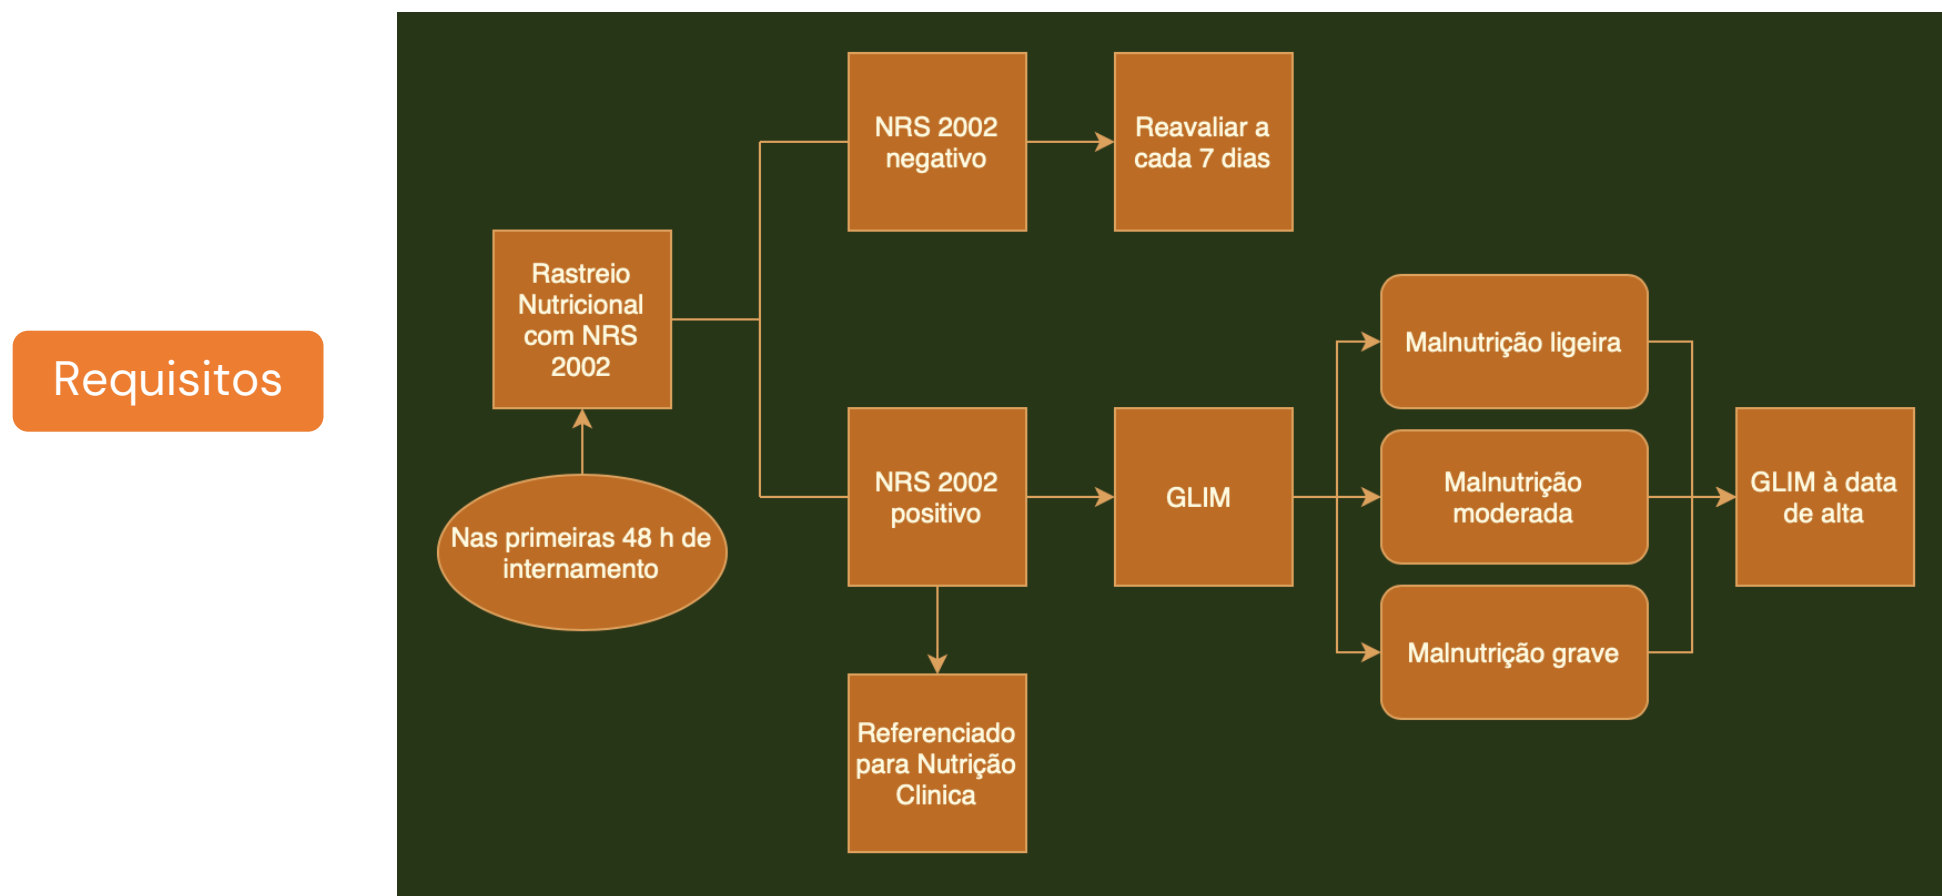 Requisitos
Rastreio
Nutricional
com NRS
2002
Nas primeiras 48 h de
internamento
NRS 2002
negativo
Reavaliar a
cada 7 dias
NRS 2002
positivo
Referenciado
para Nutrição
Clinica
GLIM
Malnutrição ligeira
Malnutrição
moderada
Malnutrição grave
GLIM à data
de alta